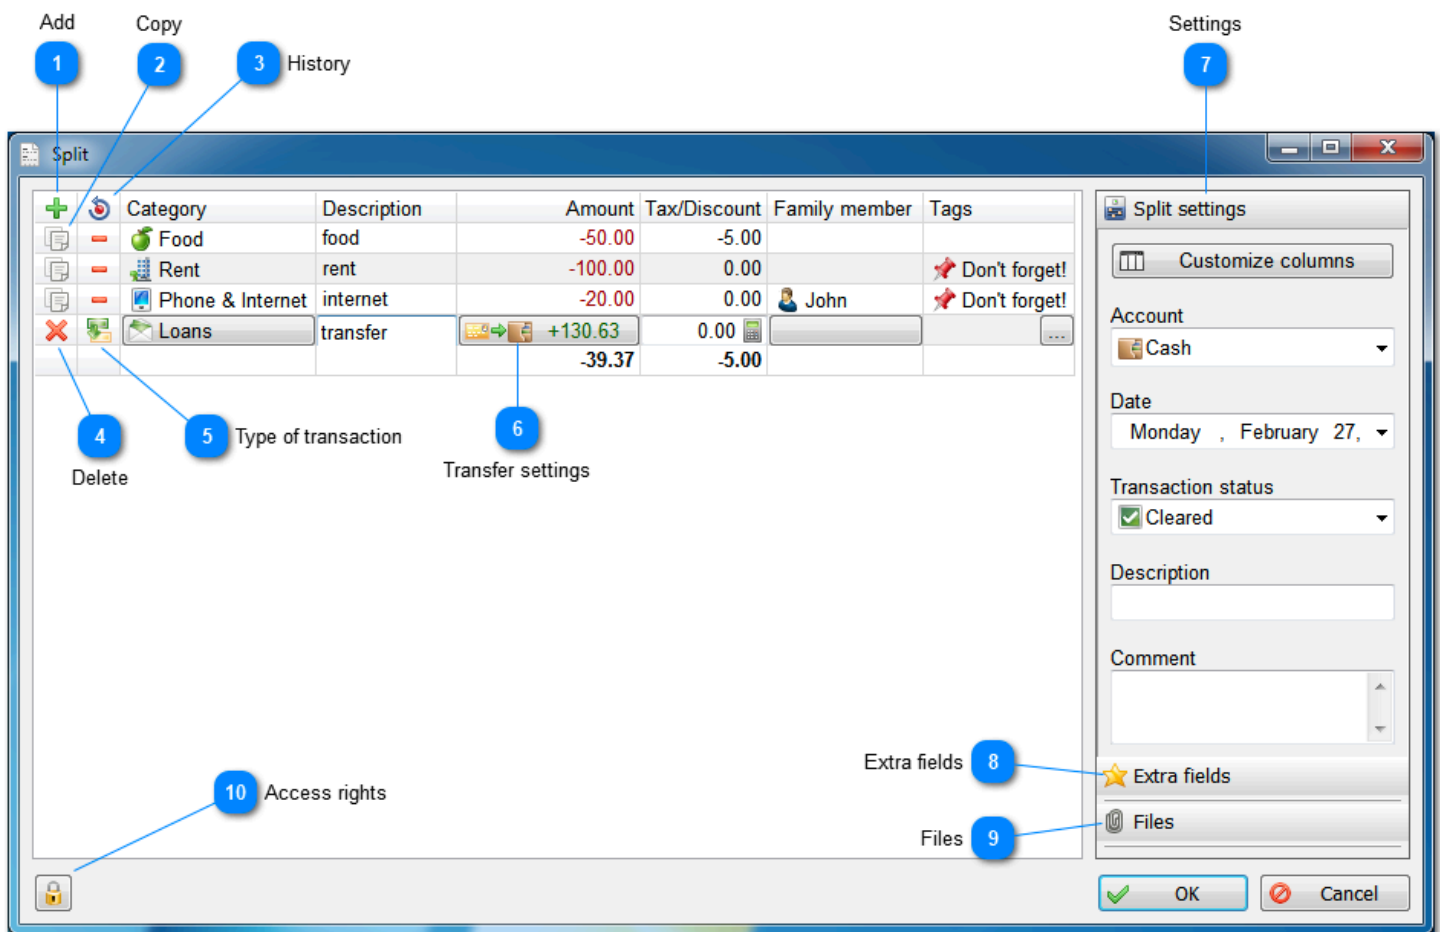 Add
Copy
Settings
1
2
3 History
7
Split
Category Description Amount Tax/Discount Family member Tags
Split settings
Food food -50.00 -5.00
Rent rent -100.00 0.00 Don't forget!
Customize columns
Phone & Internet internet -20.00 0.00 John Don't forget!
Account
Loans transfer +130.63 0.00 ...
Cash
-39.37 -5.00
Date
4
5 Type of transaction
6
Monday , February 27,
Delete
Transfer settings
Transaction status
Cleared
Description
Comment
Extra fields 8
Extra fields
10 Access rights
Files 9
Files
OK
Cancel